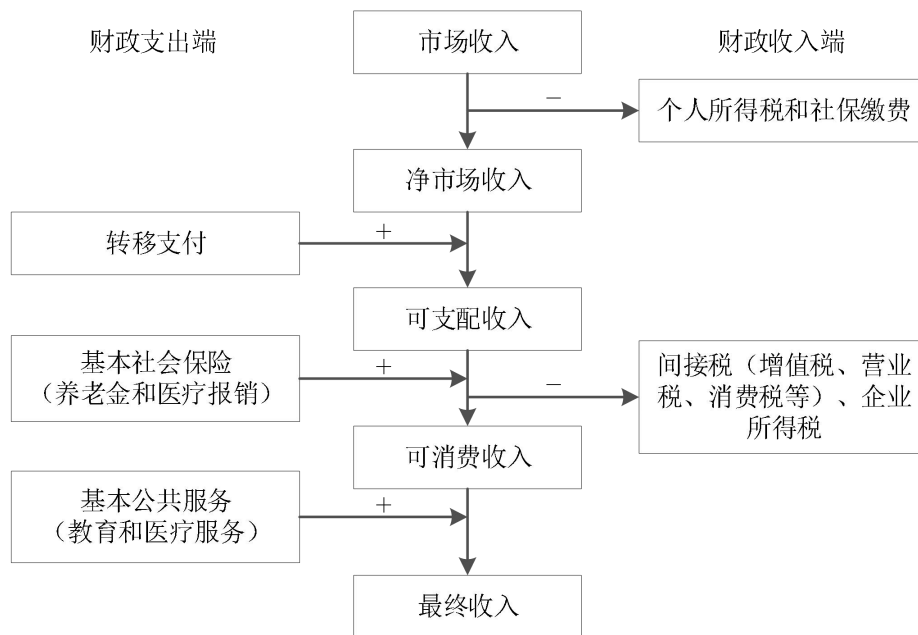 财政支出端
市场收入
财政收入端
−
个人所得税和社保缴费
净市场收入
转移支付
+
可支配收入
基本社会保险
（养老金和医疗报销）
+
−
间接税（增值税、营业
税、消费税等）、企业
所得税
可消费收入
基本公共服务
（教育和医疗服务）
+
最终收入